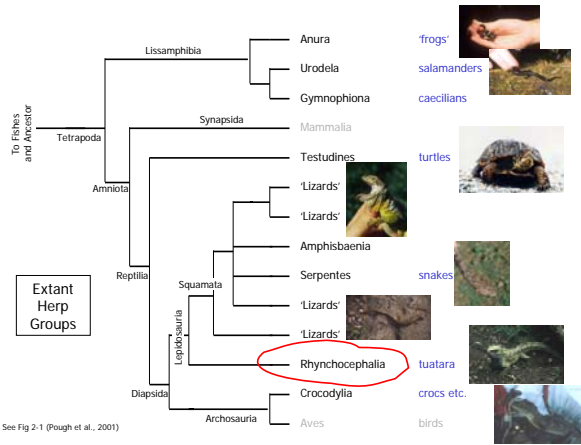 Lissamphibia
Anura 'frogs'
Urodela salamanders
Gymnophiona caecilians
To Fishes
and Ancestor
Tetrapoda
Synapsida
Mammalia
Testudines turtles
Amniota
'Lizards'
'Lizards'
Amphisbaenia
Reptilia
Squamata
Serpentes snakes
Extant
Herp
Groups
'Lizards'
Lepidosauria
'Lizards'
Rhynchocephalia tuatara
Diapsida
Crocodylia crocs etc.
Archosauria
Aves birds
See Fig 2-1 (Pough et al., 2001)